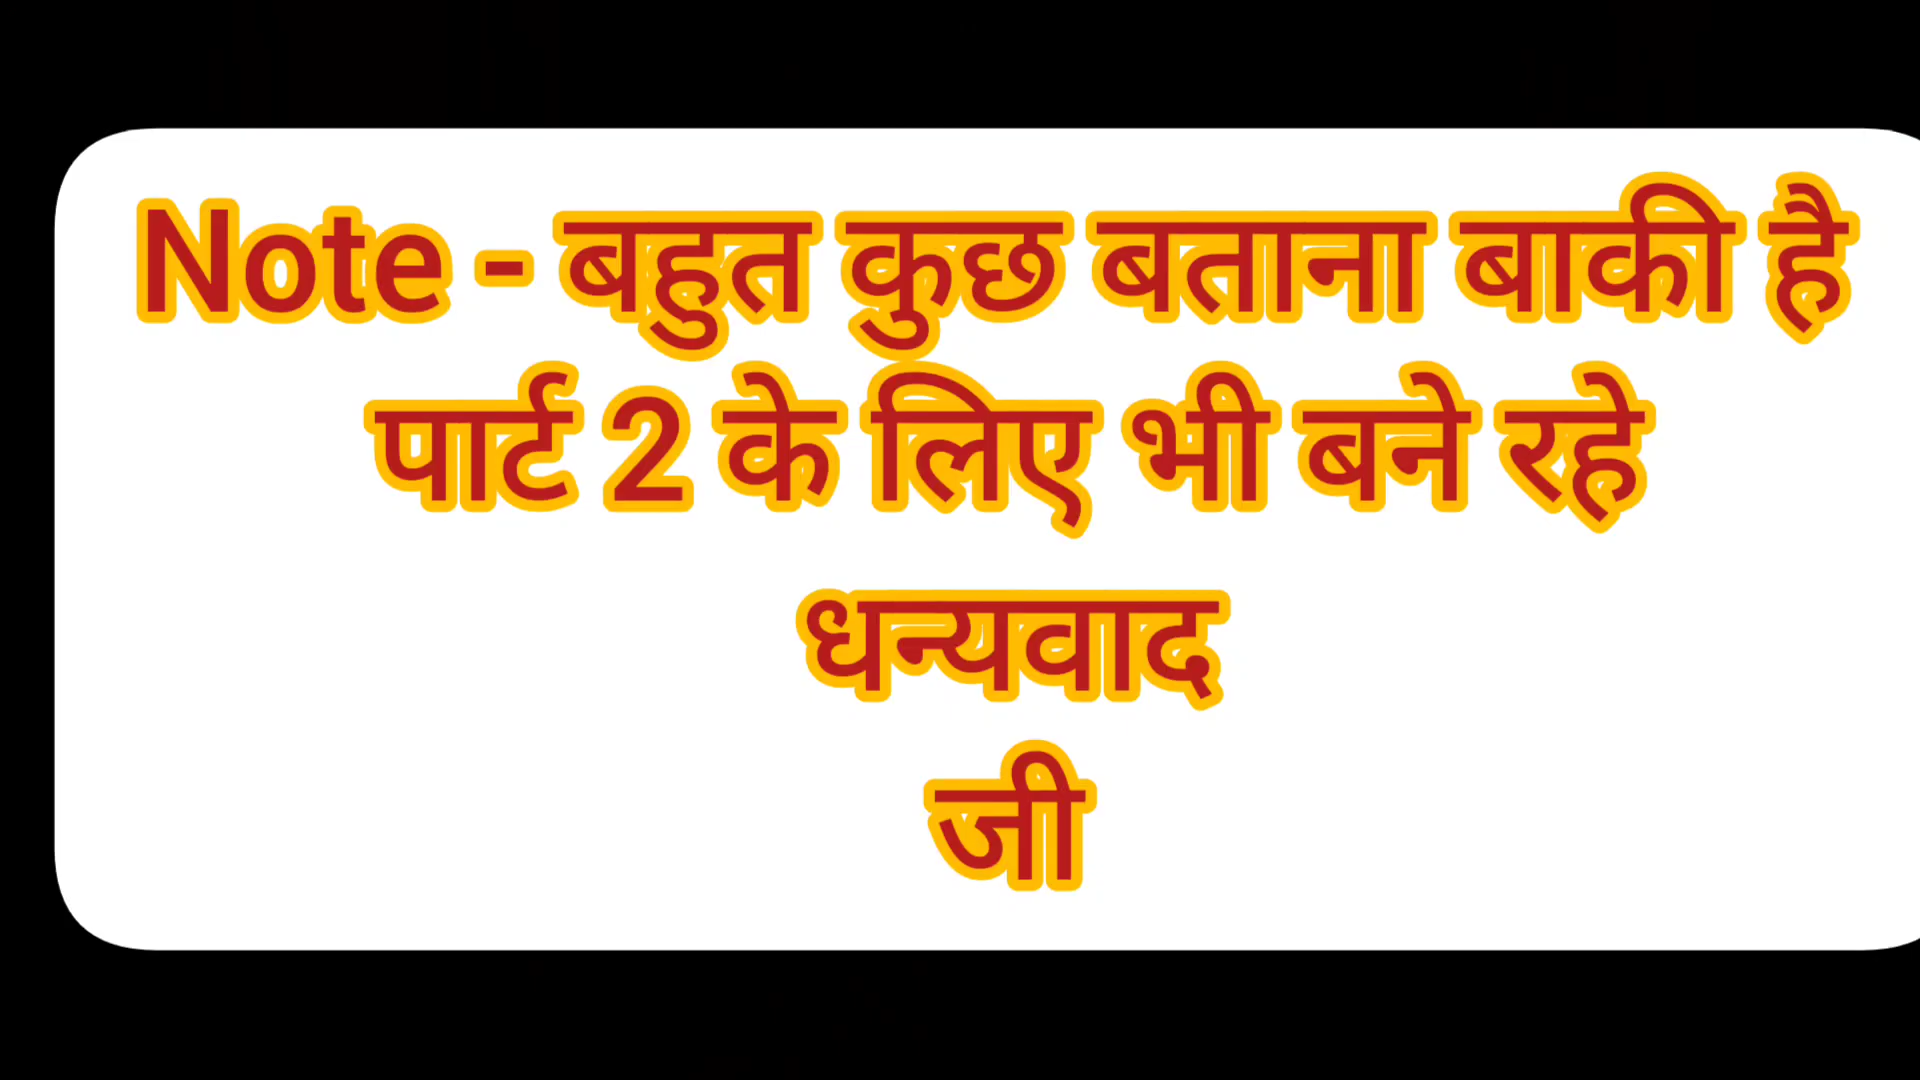 Note - बहुत कुछ बताना बाकी है
पार्ट 2 के लिए भी बने रहे
धन्यवाद
जी